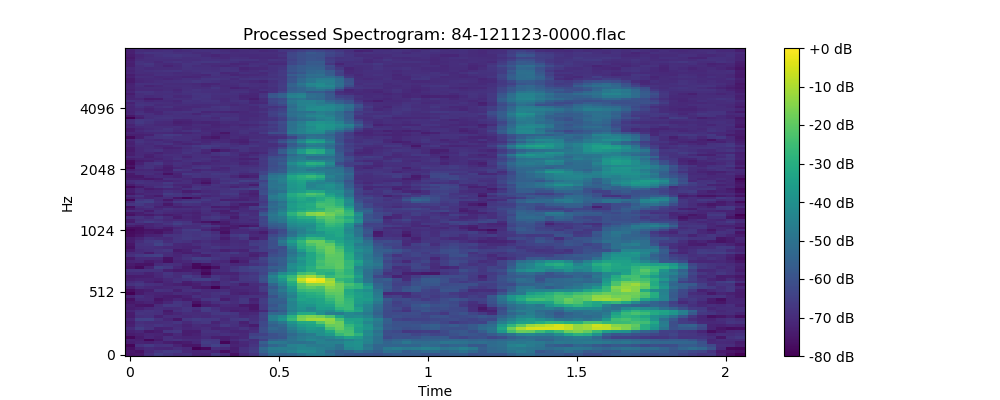 Processed Spectrogram: 84-121123-0000.flac
+0 dB
-10 dB
-20 dB
-30 dB
-40 dB
-50 dB
-60 dB
-70 dB
-80 dB
4096
2048
1024
512
0
Hz
0
0.5
1
1.5
2
Time